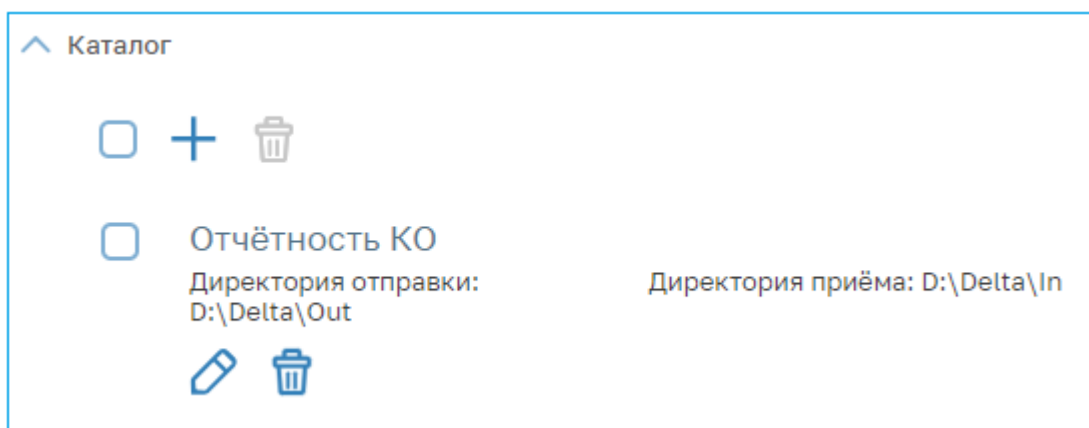 Каталог
Отчётность КО
Директория отправки:
D:\Delta\Out
Директория приёма: D:\Delta\In